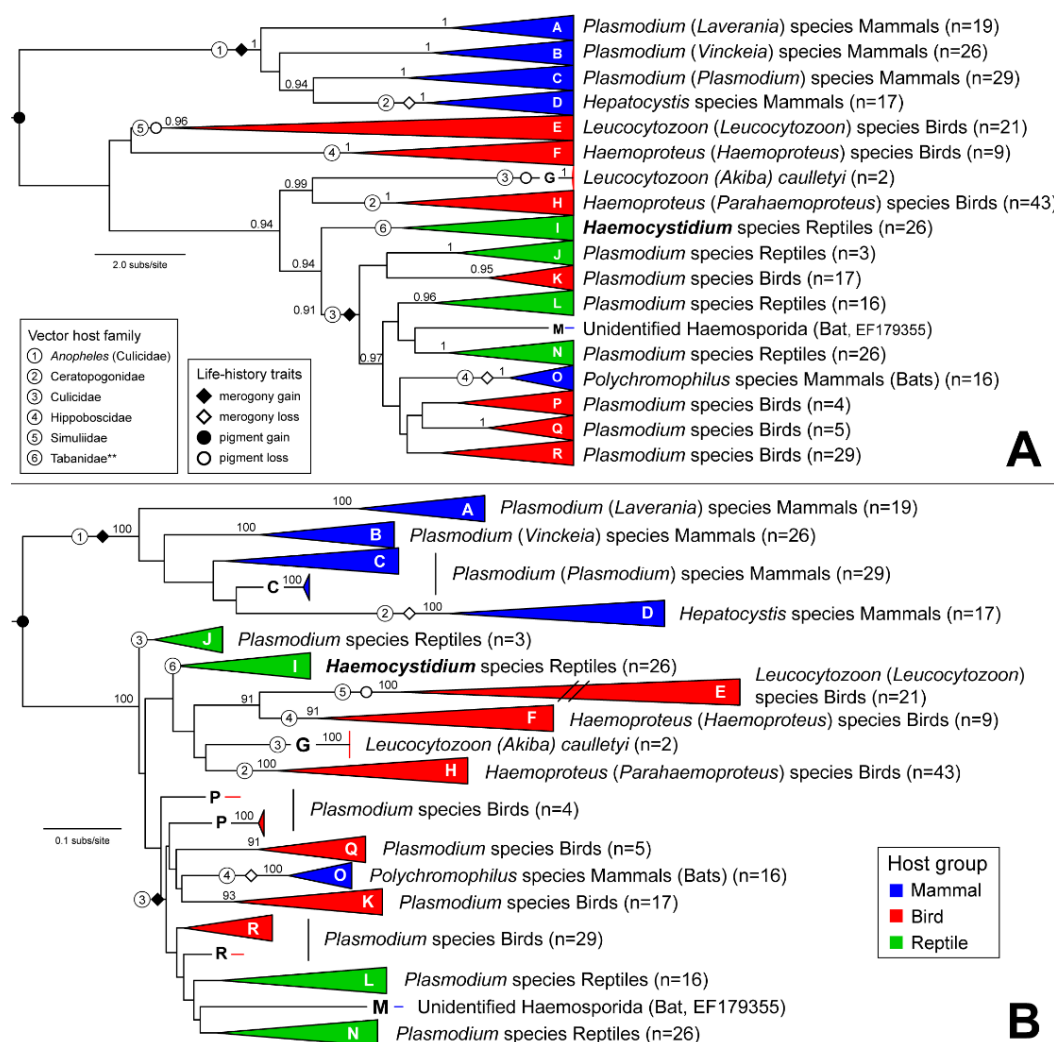 1 1 A Plasmodium (Laverania) species Mammals (n=19)
1 B Plasmodium (Vinckeia) species Mammals (n=26)
1 C Plasmodium (Plasmodium) species Mammals (n=29)
0.94 2 1 D Hepatocystis species Mammals (n=17)
5 0.96 E Leucocytozoon (Leucocytozoon) species Birds (n=21)
4 1 F Haemoproteus (Haemoproteus) species Birds (n=9)
0.99 3 G 1 Leucocytozoon (Akiba) caulletyi (n=2)
2 1 H Haemoproteus (Parahaemoproteus) species Birds (n=43)
0.94 6 I Haemocystidium species Reptiles (n=26)
2.0 subs/site
0.94 1 J Plasmodium species Reptiles (n=3)
0.95 K Plasmodium species Birds (n=17)
0.91 3 0.96 L Plasmodium species Reptiles (n=16)
M Unidentified Haemosporida (Bat, EF179355)
0.97 1 N Plasmodium species Reptiles (n=26)
4 1 O Polychromophilus species Mammals (Bats) (n=16)
P Plasmodium species Birds (n=4)
1 Q Plasmodium species Birds (n=5)
R Plasmodium species Birds (n=29)
Vector host family
1 Anopheles (Culicidae)
2 Ceratopogonidae
3 Culicidae
4 Hippoboscidae
5 Simuliidae
6 Tabanidae**
Life-history traits
merogony gain
merogony loss
pigment gain
pigment loss
A
100 A Plasmodium (Laverania) species Mammals (n=19)
1 100
100 B Plasmodium (Vinckeia) species Mammals (n=26)
C
C 100 Plasmodium (Plasmodium) species Mammals (n=29)
2 100 D Hepatocystis species Mammals (n=17)
3 J Plasmodium species Reptiles (n=3)
6 I Haemocystidium species Reptiles (n=26)
100
91 5 100 E Leucocytozoon (Leucocytozoon)
species Birds (n=21)
4 91 F Haemoproteus (Haemoproteus) species Birds (n=9)
3 G 100 Leucocytozoon (Akiba) caulletyi (n=2)
2 100 H Haemoproteus (Parahaemoproteus) species Birds (n=43)
P
P 100 Plasmodium species Birds (n=4)
0.1 subs/site
91 Q Plasmodium species Birds (n=5)
4 100 O Polychromophilus species Mammals (Bats) (n=16)
3 93 K Plasmodium species Birds (n=17)
R
R Plasmodium species Birds (n=29)
L Plasmodium species Reptiles (n=16)
M Unidentified Haemosporida (Bat, EF179355)
N Plasmodium species Reptiles (n=26)
Host group
Mammal
Bird
Reptile
B